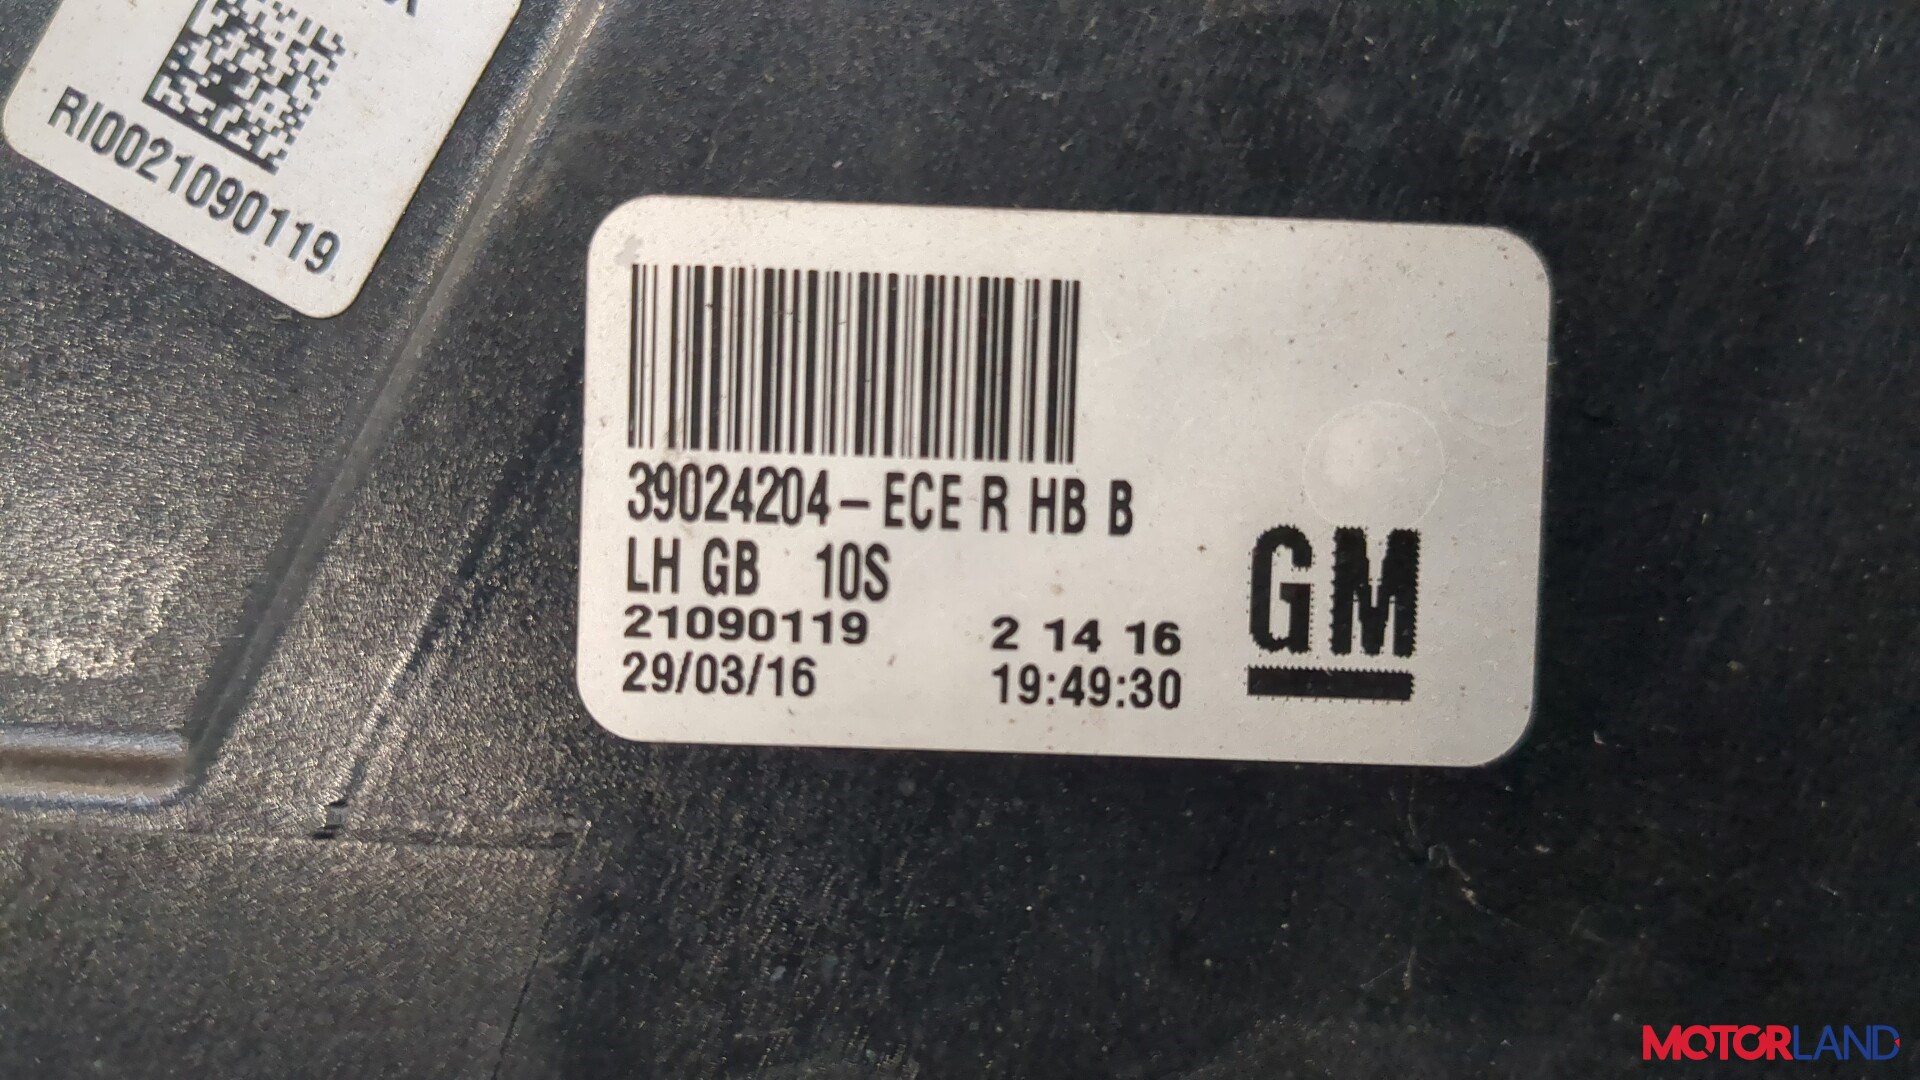 RI0021090119
39024204-ECE R HB B
LH GB 10S
21090119 2 14 16
29/03/16 19:49:30
GM
MOTORLAND